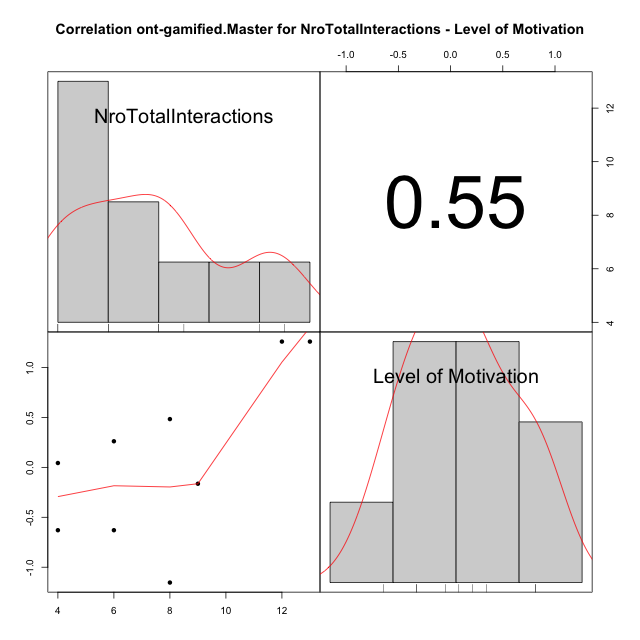 Correlation ont-gamified.Master for NroTotalInteractions - Level of Motivation
-1.0 -0.5 0.0 0.5 1.0
NroTotalInteractions
0.55
12
10
8
6
4
Level of Motivation
1.0
0.5
0.0
-0.5
-1.0
4 6 8 10 12